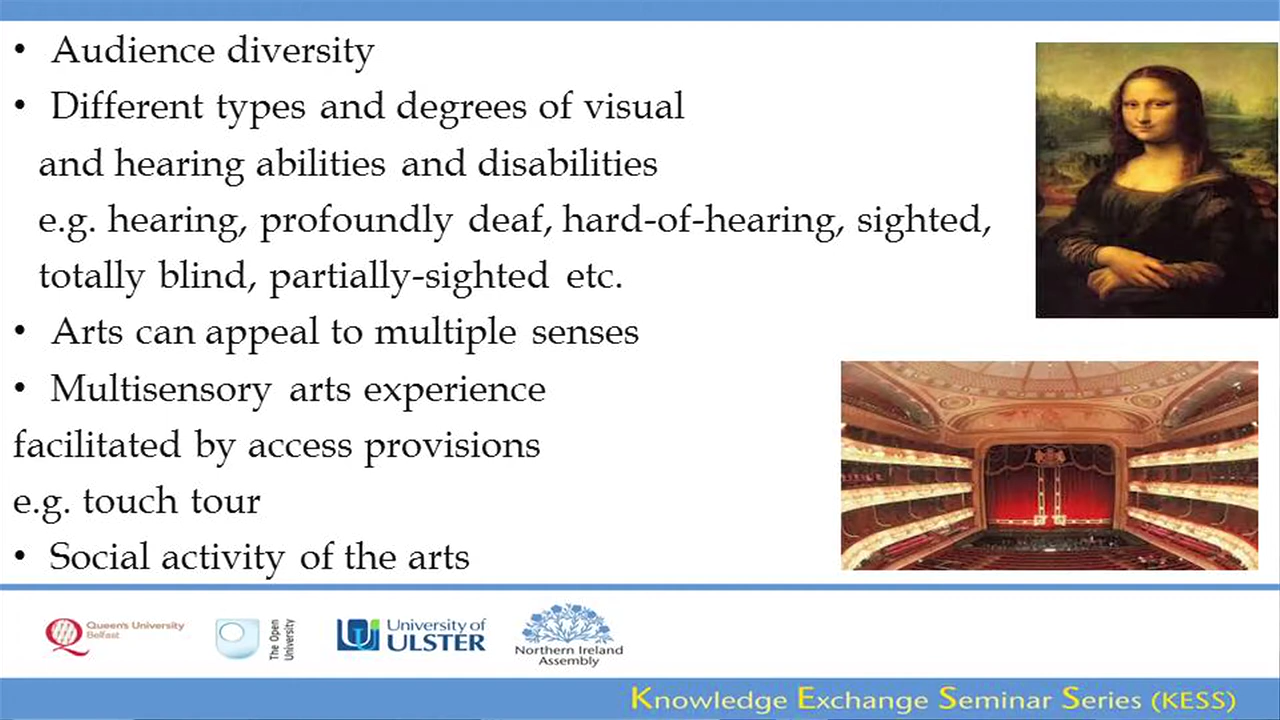 • Audience diversity
• Different types and degrees of visual
and hearing abilities and disabilities
e.g. hearing, profoundly deaf, hard-of-hearing, sighted,
totally blind, partially-sighted etc.
• Arts can appeal to multiple senses
• Multisensory arts experience
facilitated by access provisions
e.g. touch tour
• Social activity of the arts
Queen's University
Belfast
The Open
University
University of
ULSTER
Northern Ireland
Assembly
Knowledge Exchange Seminar Series (KESS)